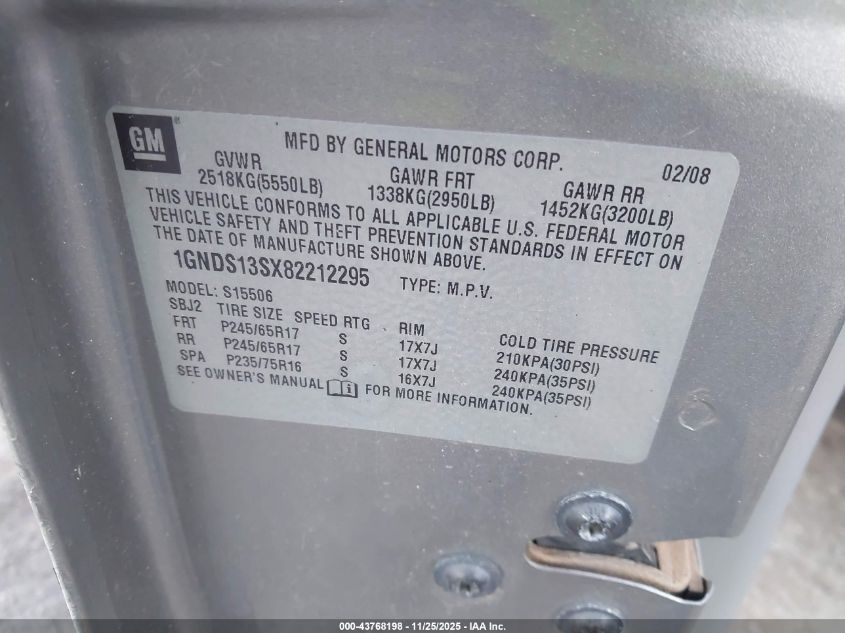 GM
MFD BY GENERAL MOTORS CORP. 02/08
GVWR GAWR FRT GAWR RR
2518KG(5550LB) 1338KG(2950LB) 1452KG(3200LB)
THIS VEHICLE CONFORMS TO ALL APPLICABLE U.S. FEDERAL MOTOR
VEHICLE SAFETY AND THEFT PREVENTION STANDARDS IN EFFECT ON
THE DATE OF MANUFACTURE SHOWN ABOVE.
1GNDS13SX82212295 TYPE: M.P.V.
MODEL: S15506
SBJ2 TIRE SIZE SPEED RTG RIM COLD TIRE PRESSURE
FRT P245/65R17 S 17X7J 210KPA(30PSI)
RR P245/65R17 S 17X7J 240KPA(35PSI)
SPA P235/75R16 S 16X7J 240KPA(35PSI)
SEE OWNER'S MANUAL FOR MORE INFORMATION.
000-43768198 - 11/25/2025 - IAA Inc.